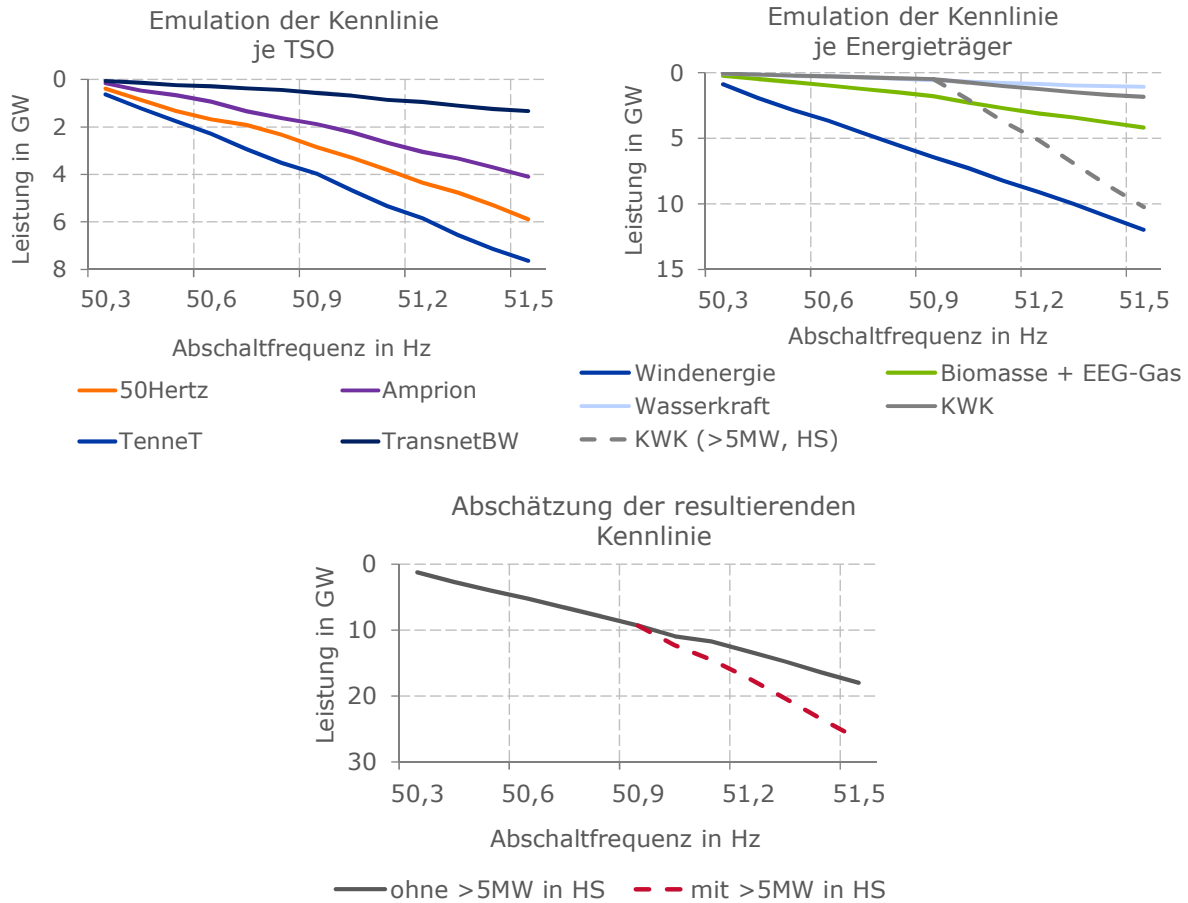 Emulation der Kennlinie
je TSO
Leistung in GW
0
2
4
6
8
50,3
50,6
50,9
51,2
51,5
Abschaltfrequenz in Hz
50Hertz
Amprion
TenneT
TransnetBW
Emulation der Kennlinie
je Energieträger
Leistung in GW
0
5
10
15
50,3
50,6
50,9
51,2
51,5
Abschaltfrequenz in Hz
Windenergie
Biomasse + EEG-Gas
Wasserkraft
KWK
KWK (>5MW, HS)
Abschätzung der resultierenden
Kennlinie
Leistung in GW
0
10
20
30
50,3
50,6
50,9
51,2
51,5
Abschaltfrequenz in Hz
ohne >5MW in HS
mit >5MW in HS